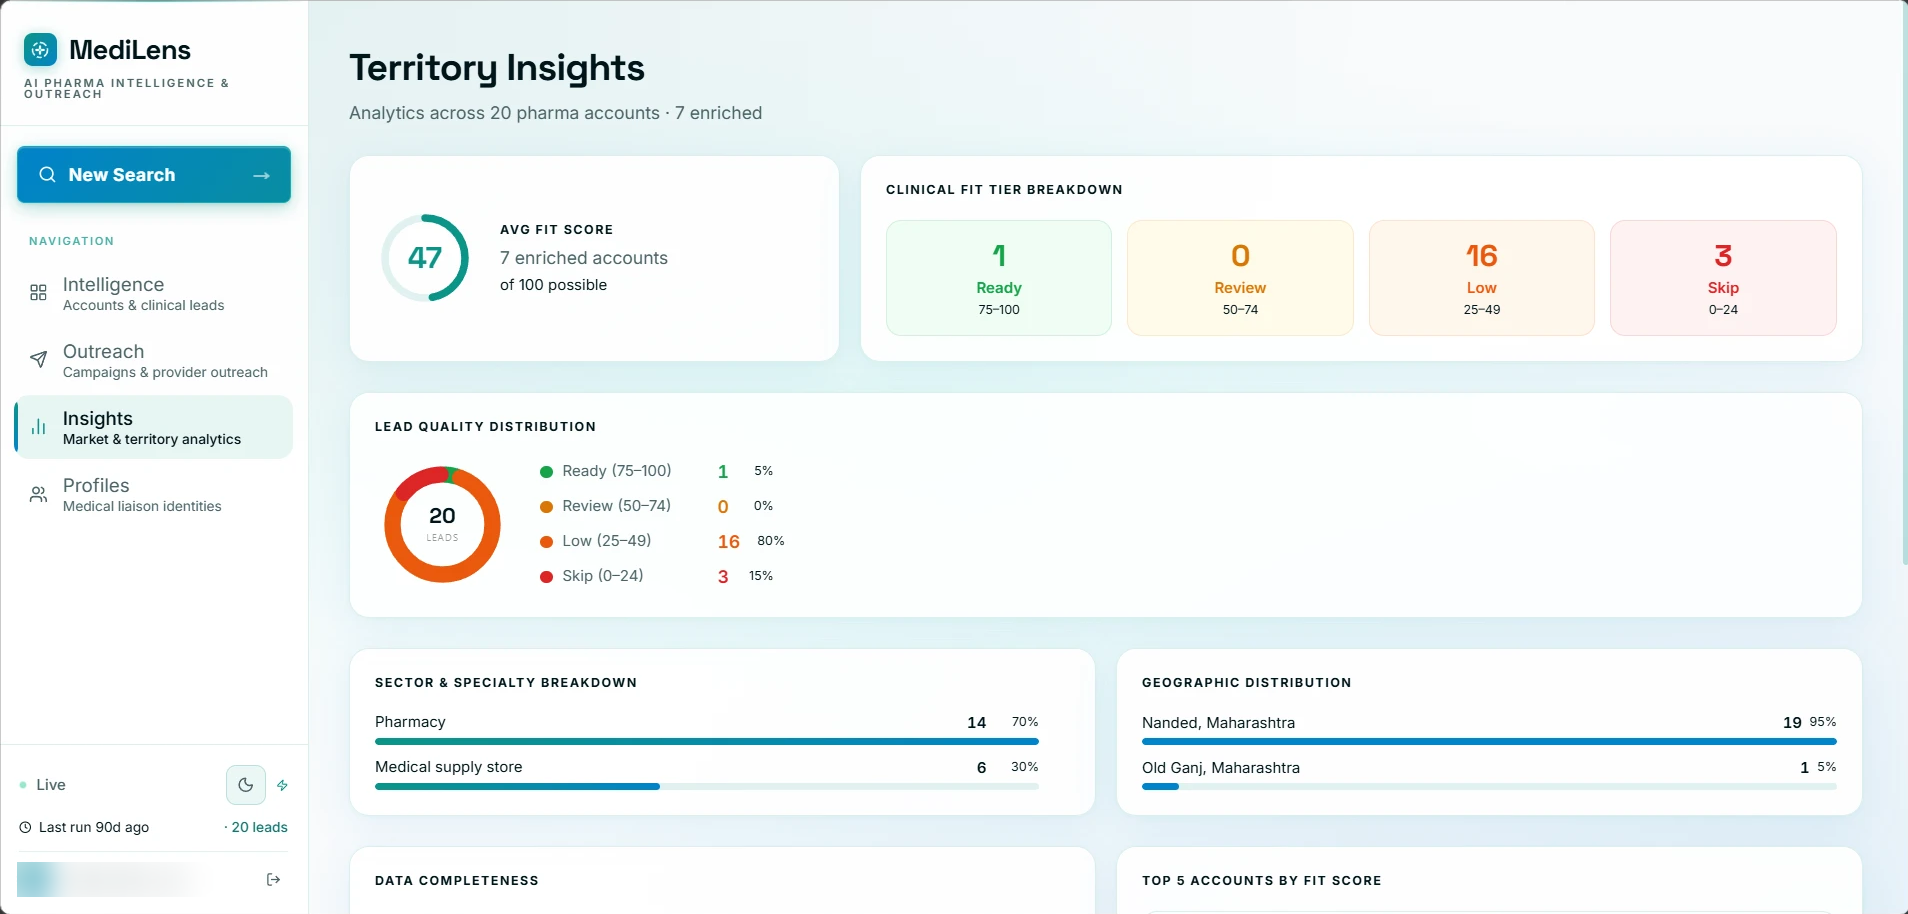 MediLens
AI PHARMA INTELLIGENCE &
OUTREACH
New Search →
NAVIGATION
Intelligence
Accounts & clinical leads
Outreach
Campaigns & provider outreach
Insights
Market & territory analytics
Profiles
Medical liaison identities
Live
Last run 90d ago · 20 leads
Territory Insights
Analytics across 20 pharma accounts · 7 enriched
47
AVG FIT SCORE
7 enriched accounts
of 100 possible
CLINICAL FIT TIER BREAKDOWN
1
Ready
75–100
0
Review
50–74
16
Low
25–49
3
Skip
0–24
LEAD QUALITY DISTRIBUTION
20
LEADS
Ready (75–100) 1 5%
Review (50–74) 0 0%
Low (25–49) 16 80%
Skip (0–24) 3 15%
SECTOR & SPECIALTY BREAKDOWN
Pharmacy 14 70%
Medical supply store 6 30%
GEOGRAPHIC DISTRIBUTION
Nanded, Maharashtra 19 95%
Old Ganj, Maharashtra 1 5%
DATA COMPLETENESS
TOP 5 ACCOUNTS BY FIT SCORE